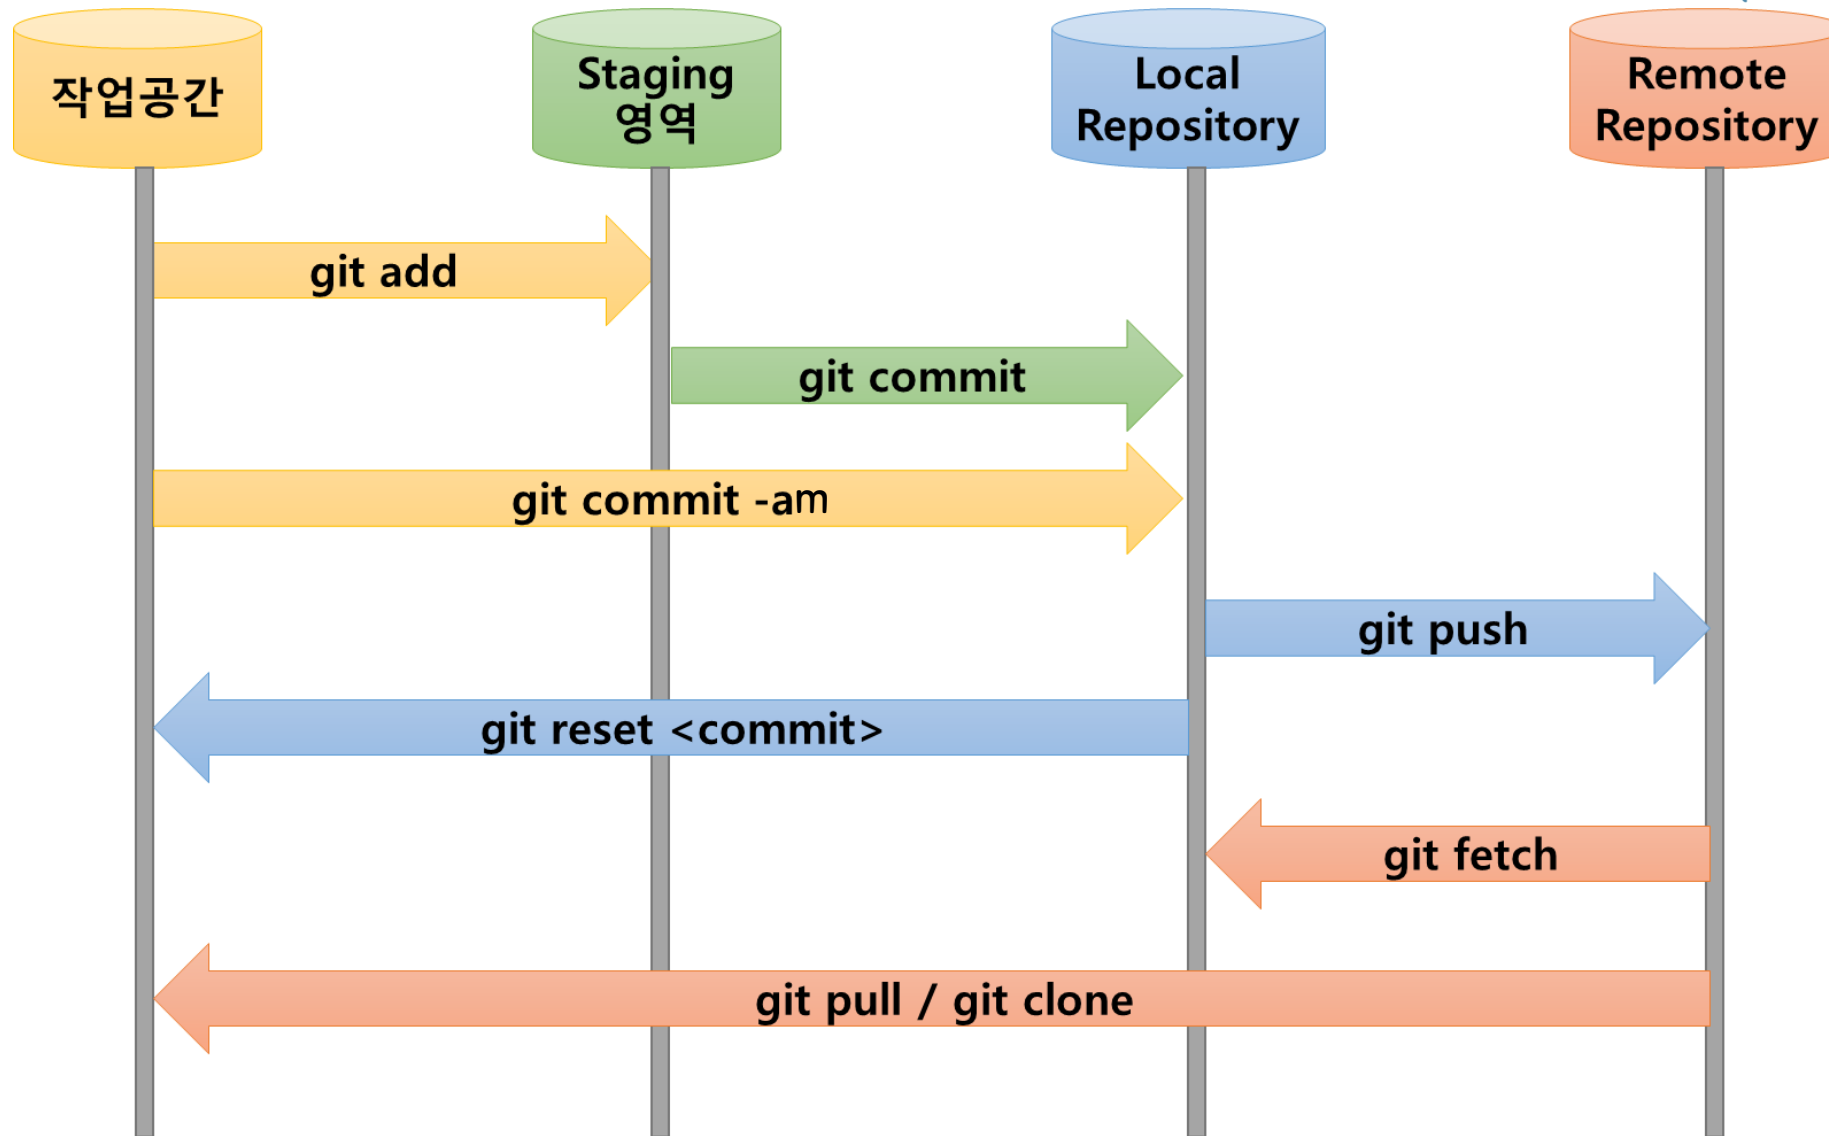 작업공간
Staging
영역
Local
Repository
Remote
Repository
git add
git commit
git commit -am
git push
git reset <commit>
git fetch
git pull / git clone